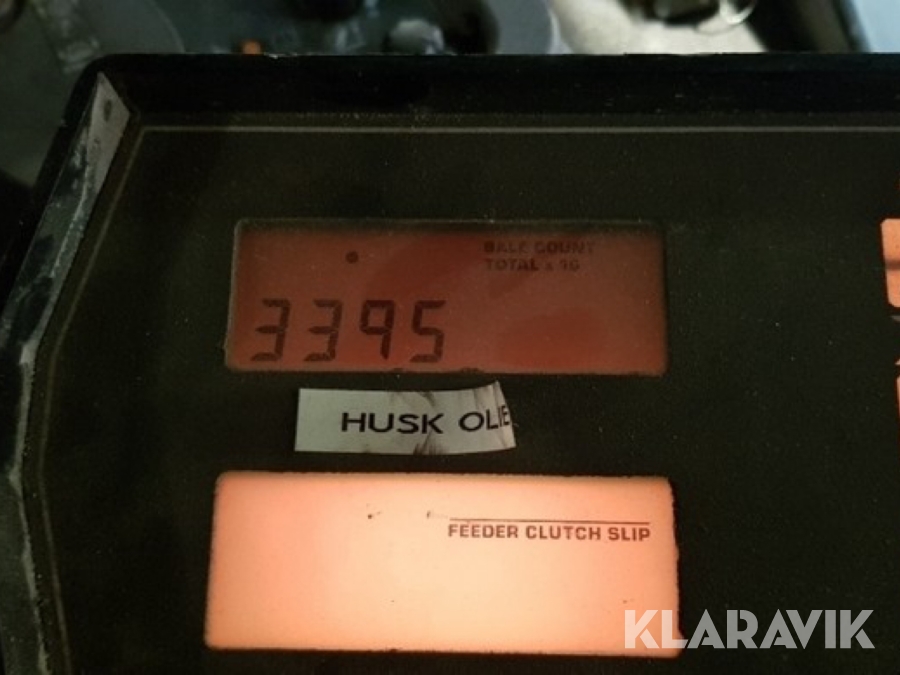 BALE COUNT
TOTAL x 10
3395
HUSK OLIE
FEEDER CLUTCH SLIP
KLARAVIK